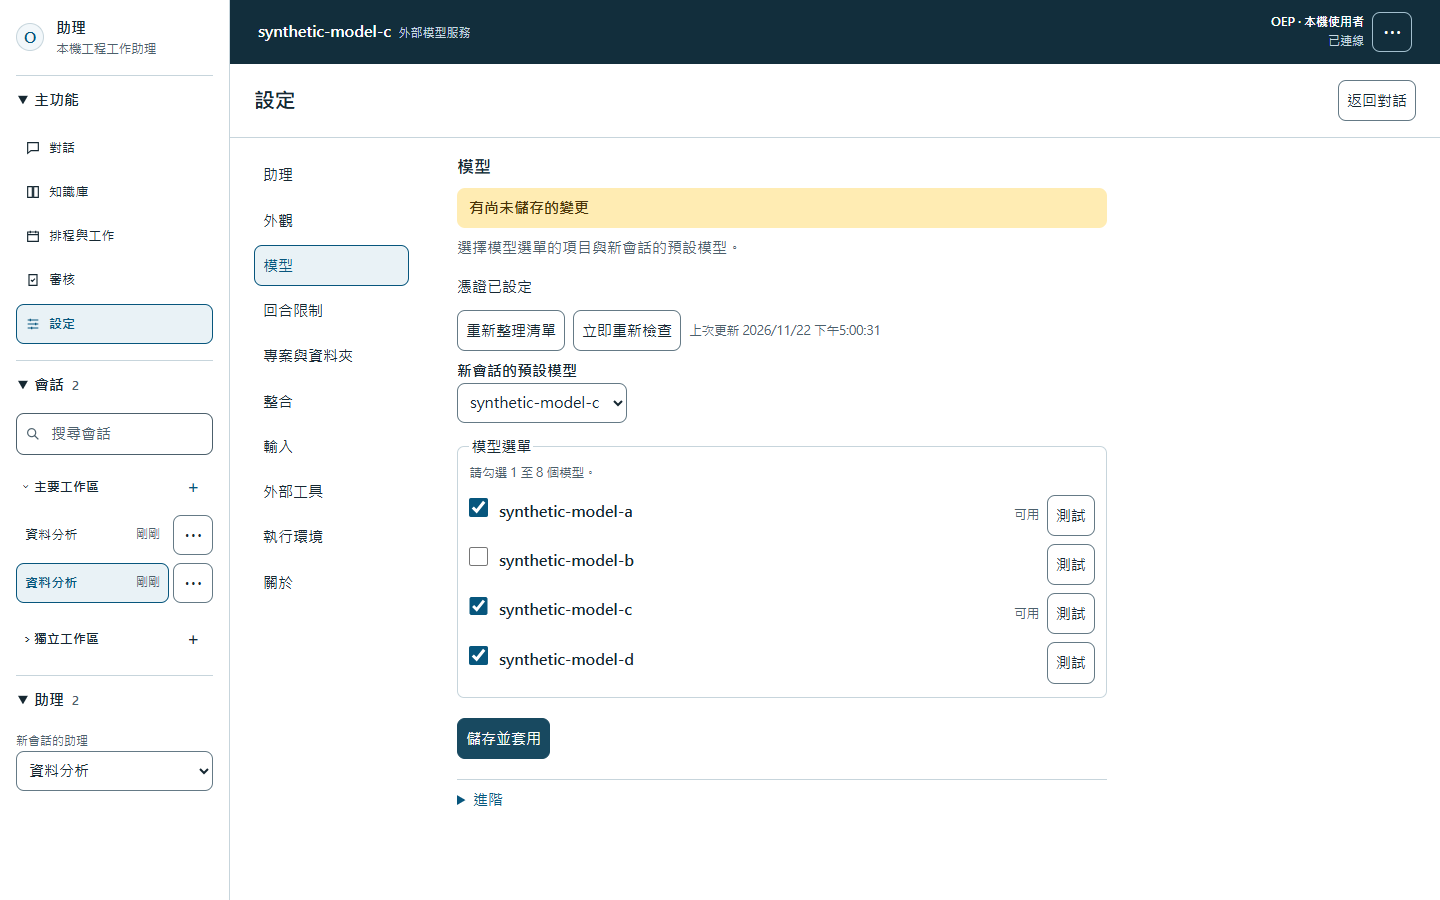 O
助理
本機工程工作助理
▼ 主功能
對話
知識庫
排程與工作
審核
設定
▼ 會話 2
搜尋會話
主要工作區 +
資料分析 剛剛 ...
資料分析 剛剛 ...
獨立工作區 +
▼ 助理 2
新會話的助理
資料分析
synthetic-model-c 外部模型服務
OEP · 本機使用者
已連線
...
設定
返回對話
助理
外觀
模型
回合限制
專案與資料夾
整合
輸入
外部工具
執行環境
關於
模型
有尚未儲存的變更
選擇模型選單的項目與新會話的預設模型。
憑證已設定
重新整理清單 立即重新檢查 上次更新 2026/11/22 下午5:00:31
新會話的預設模型
synthetic-model-c
模型選單
請勾選 1 至 8 個模型。
synthetic-model-a 可用 測試
synthetic-model-b 測試
synthetic-model-c 可用 測試
synthetic-model-d 測試
儲存並套用
▶ 進階